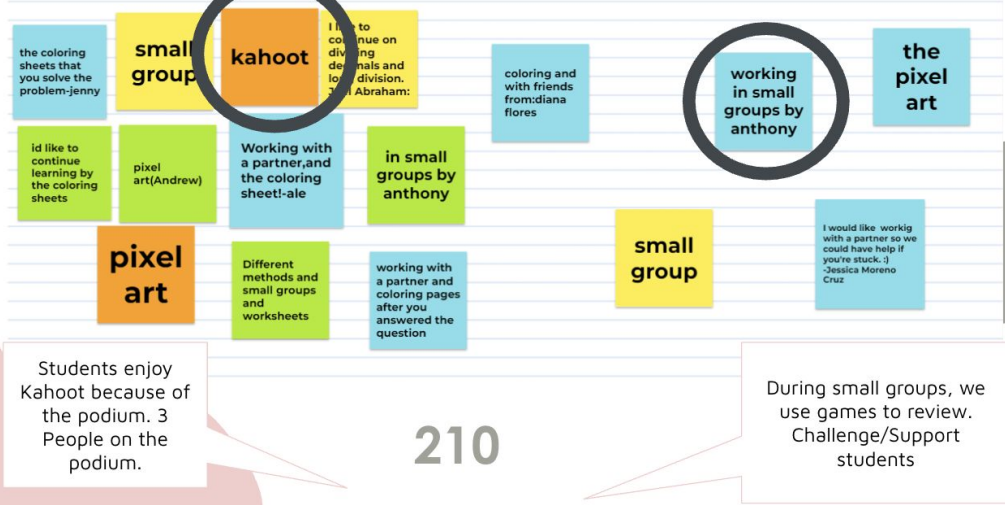 the coloring
sheets that
you solve the
problem-jenny
small
group
kahoot
I
to
continue on
dividing
decimals and
long division.
Abraham:
coloring and
with friends
from:diana
flores
working
in small
groups by
anthony
the
pixel
art
id like to
continue
learning by
the coloring
sheets
pixel
art(Andrew)
Working with
a partner,and
the coloring
sheet!-ale
in small
groups by
anthony
pixel
art
Different
methods and
small groups
and
worksheets
working with
a partner and
coloring pages
after you
answered the
question
small
group
I would like workig
with a partner so we
could have help if
you're stuck. :)
-Jessica Moreno
Cruz
Students enjoy
Kahoot because of
the podium. 3
People on the
podium.
210
During small groups, we
use games to review.
Challenge/Support
students